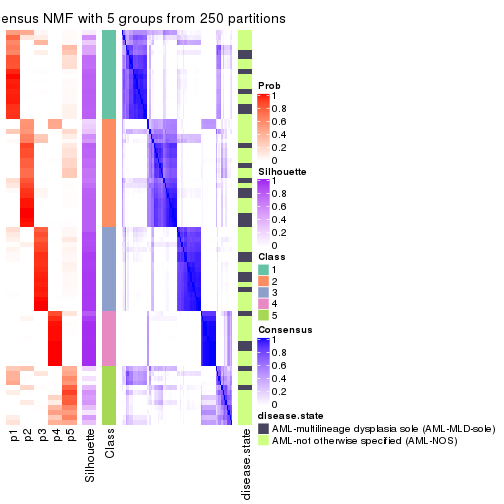 ensus NMF with 5 groups from 250 partitions
p1
p2
p3
p4
p5
Silhouette
Class
disease.state
Prob
1
0.8
0.6
0.4
0.2
0
Silhouette
1
0.8
0.6
0.4
0.2
0
Class
1
2
3
4
5
Consensus
1
0.8
0.6
0.4
0.2
0
disease.state
AML-multilineage dysplasia sole (AML-MLD-sole)
AML-not otherwise specified (AML-NOS)